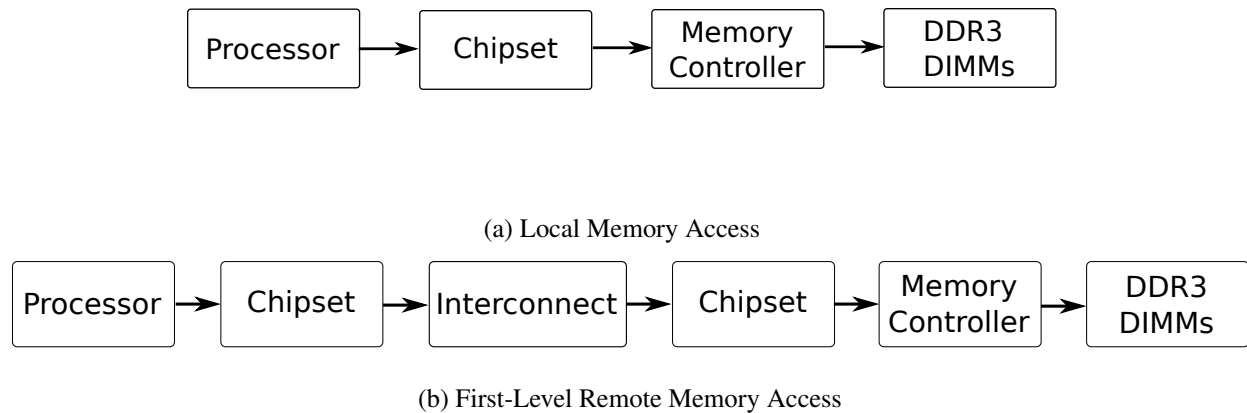 Processor
Chipset
Memory
Controller
DDR3
DIMMs
(a) Local Memory Access
Processor
Chipset
Interconnect
Chipset
Memory
Controller
DDR3
DIMMs
(b) First-Level Remote Memory Access